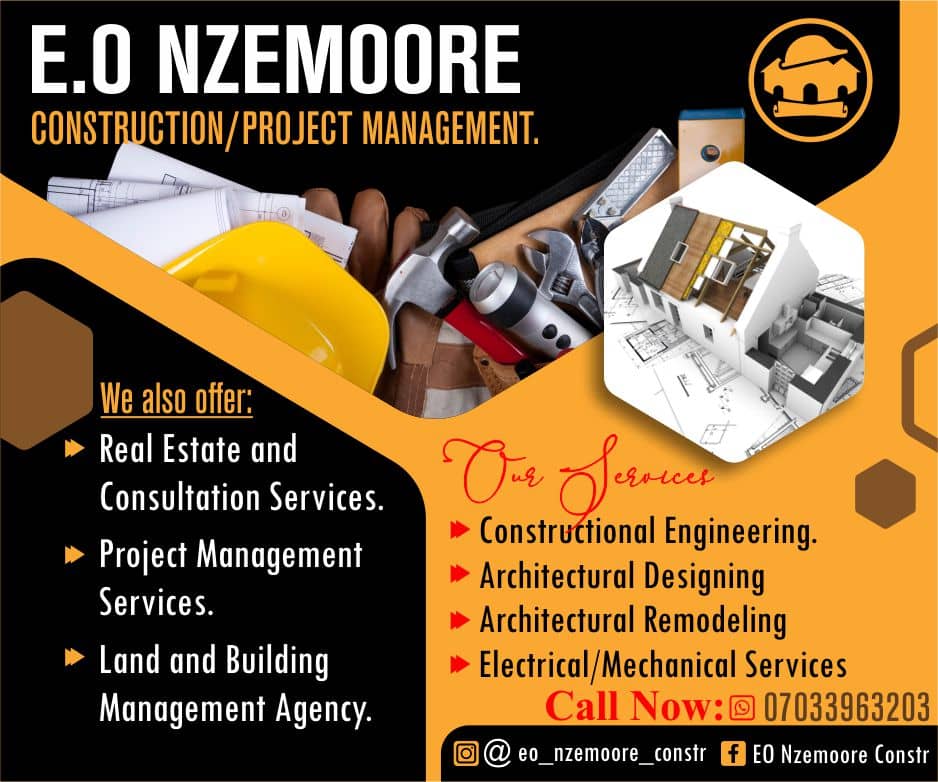 E.O NZEMOORE
CONSTRUCTION/PROJECT MANAGEMENT.
We also offer:
Real Estate and
Consultation Services.
Project Management
Services.
Land and Building
Management Agency.
Our Services
Constructional Engineering.
Architectural Designing
Architectural Remodeling
Electrical/Mechanical Services
Call Now: 07033963203
@ eo_nzemoore_constr
EO Nzemoore Constr